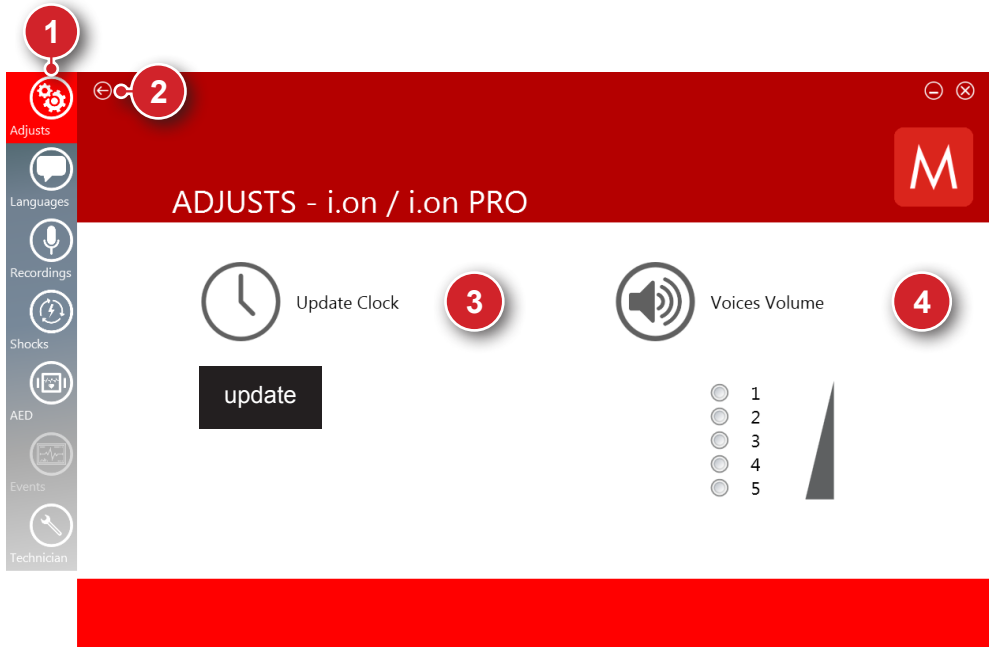 1
2
Adjusts
Languages
Recordings
Shocks
AED
Events
Technician
M
ADJUSTS - i.on / i.on PRO
Update Clock
3
update
Voices Volume
4
1
2
3
4
5